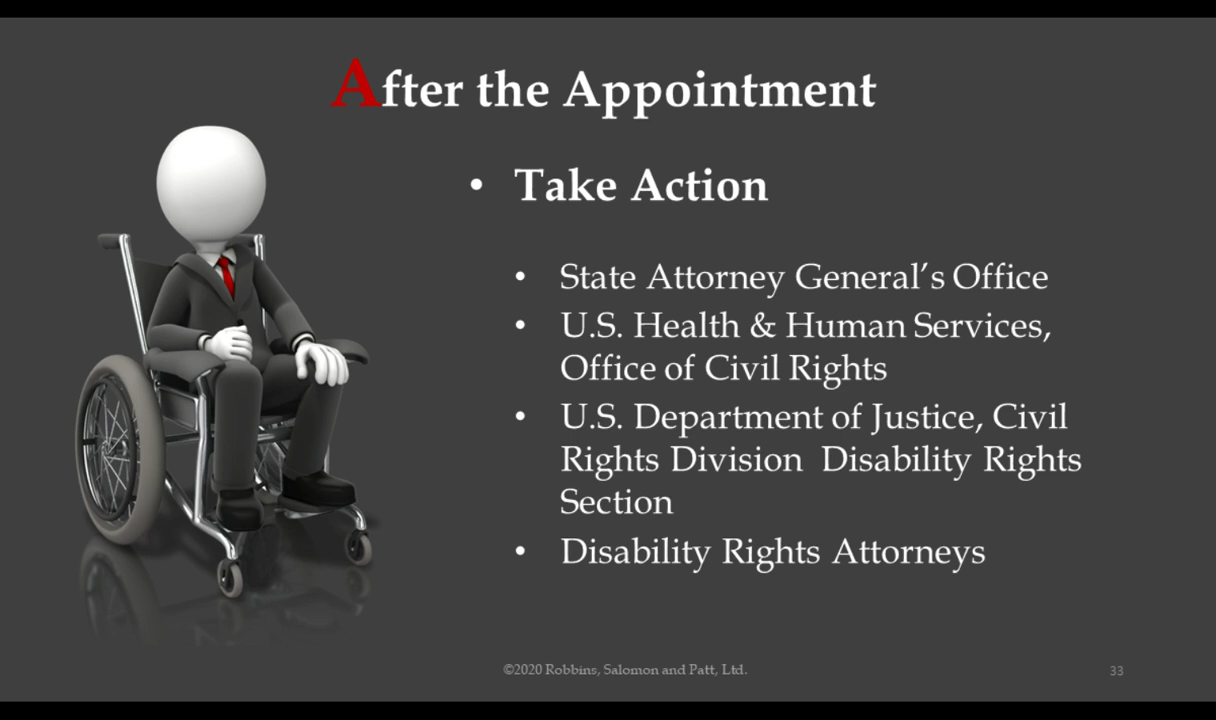 After the Appointment
• Take Action
• State Attorney General’s Office
• U.S. Health & Human Services,
Office of Civil Rights
• U.S. Department of Justice, Civil
Rights Division  Disability Rights
Section
• Disability Rights Attorneys
©2020 Robbins, Salomon and Patt, Ltd.
33